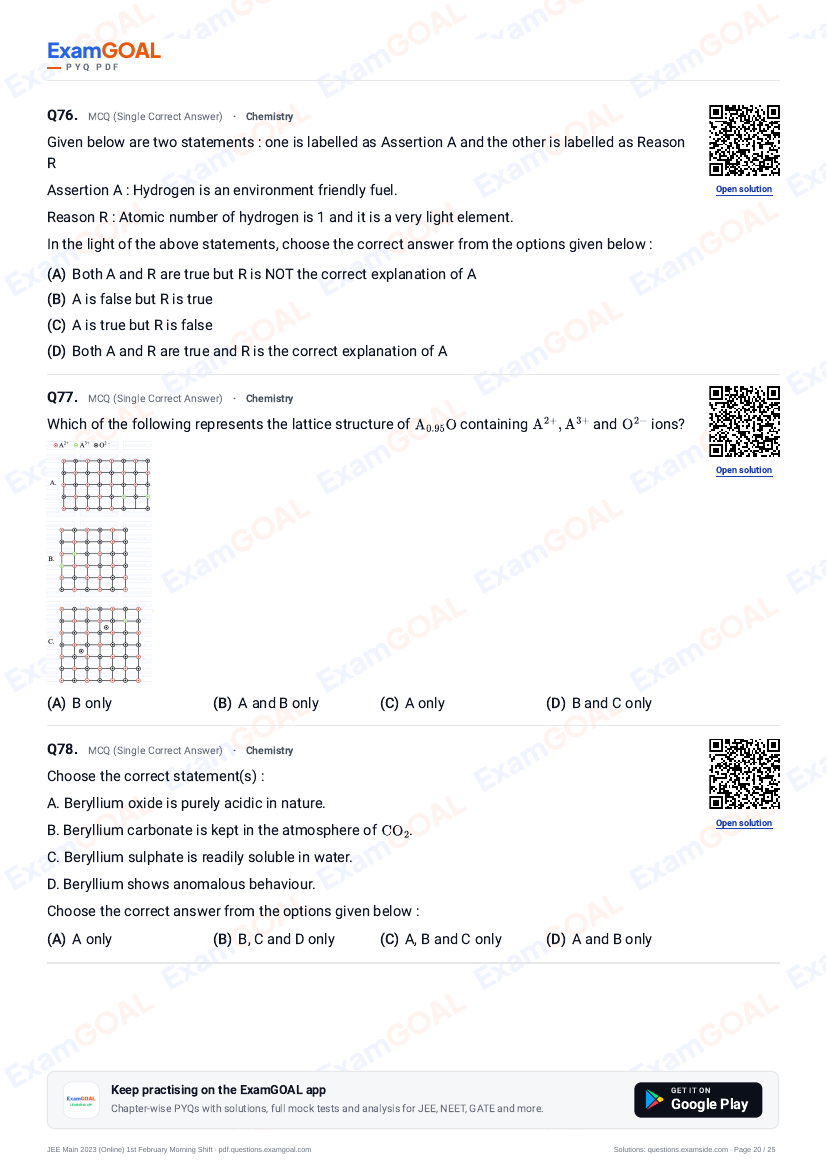 ExamGOAL
PYQ PDF
Q76. MCQ (Single Correct Answer) · Chemistry
Given below are two statements : one is labelled as Assertion A and the other is labelled as Reason
R
Open solution
Assertion A : Hydrogen is an environment friendly fuel.
Reason R : Atomic number of hydrogen is 1 and it is a very light element.
In the light of the above statements, choose the correct answer from the options given below :
(A) Both A and R are true but R is NOT the correct explanation of A
(B) A is false but R is true
(C) A is true but R is false
(D) Both A and R are true and R is the correct explanation of A
Q77. MCQ (Single Correct Answer) · Chemistry
Which of the following represents the lattice structure of A₀.₉₅O containing A²⁺, A³⁺ and O²⁻ ions?
Open solution
A²⁺ A³⁺ O²⁻
A.
B.
C.
(A) B only (B) A and B only (C) A only (D) B and C only
Q78. MCQ (Single Correct Answer) · Chemistry
Choose the correct statement(s) :
A. Beryllium oxide is purely acidic in nature.
B. Beryllium carbonate is kept in the atmosphere of CO₂.
Open solution
C. Beryllium sulphate is readily soluble in water.
D. Beryllium shows anomalous behaviour.
Choose the correct answer from the options given below :
(A) A only (B) B, C and D only (C) A, B and C only (D) A and B only
ExamGOAL
Keep practising on the ExamGOAL app
Chapter-wise PYQs with solutions, full mock tests and analysis for JEE, NEET, GATE and more.
GET IT ON
Google Play
JEE Main 2023 (Online) 1st February Morning Shift · pdf.questions.examgoal.com
Solutions: questions.examside.com · Page 20 / 25